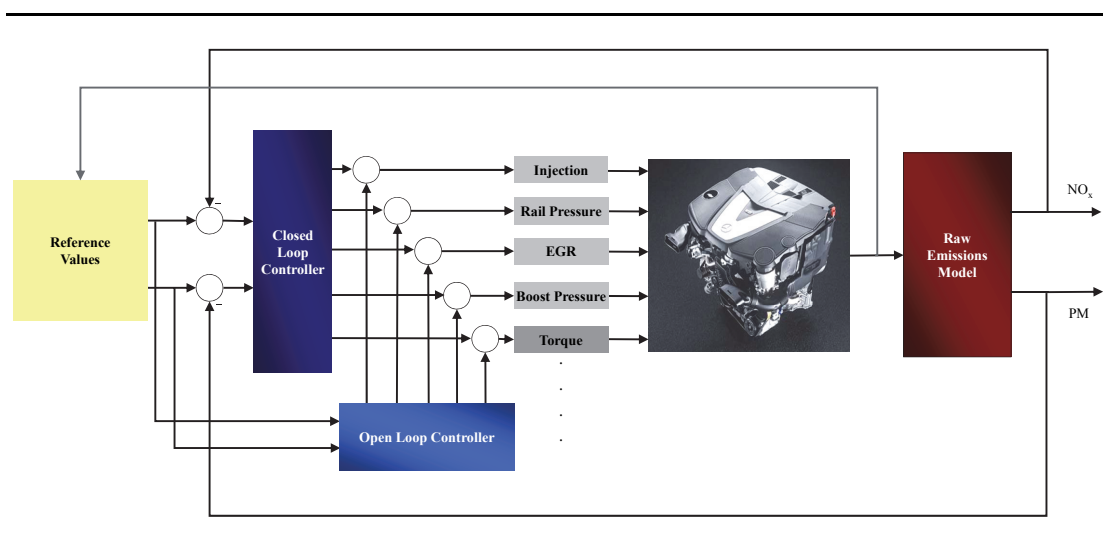 Reference
Values
–
–
Closed
Loop
Controller
Injection
Rail Pressure
EGR
Boost Pressure
Torque
.
.
.
.
Open Loop Controller
Raw
Emissions
Model
NOx
PM